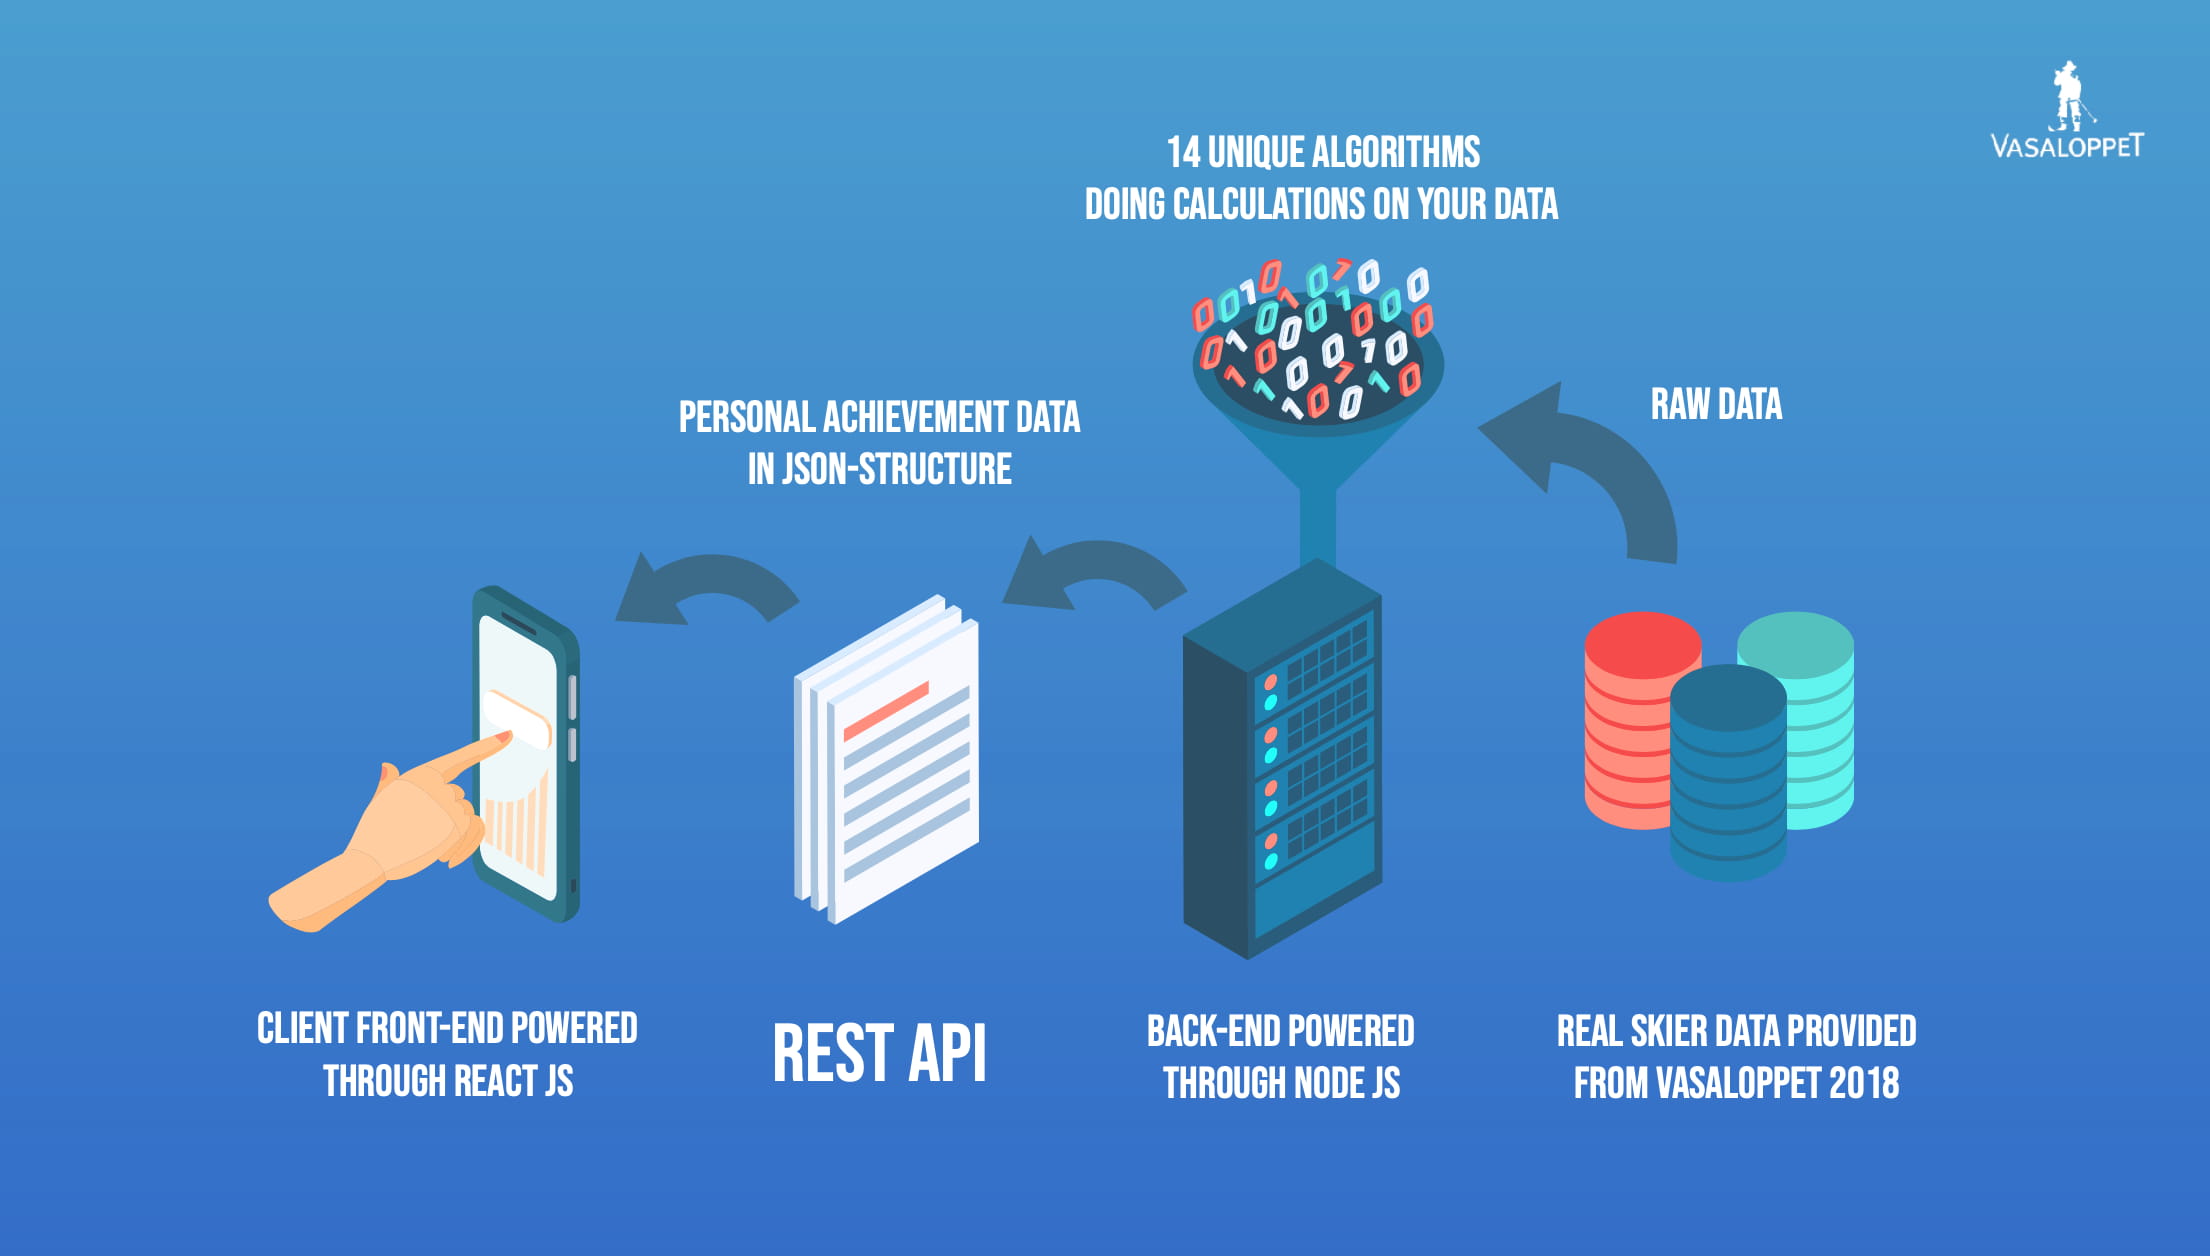 VASALOPPET
14 UNIQUE ALGORITHMS
DOING CALCULATIONS ON YOUR DATA
RAW DATA
PERSONAL ACHIEVEMENT DATA
IN JSON-STRUCTURE
CLIENT FRONT-END POWERED
THROUGH REACT JS
REST API
BACK-END POWERED
THROUGH NODE JS
REAL SKIER DATA PROVIDED
FROM VASALOPPET 2018